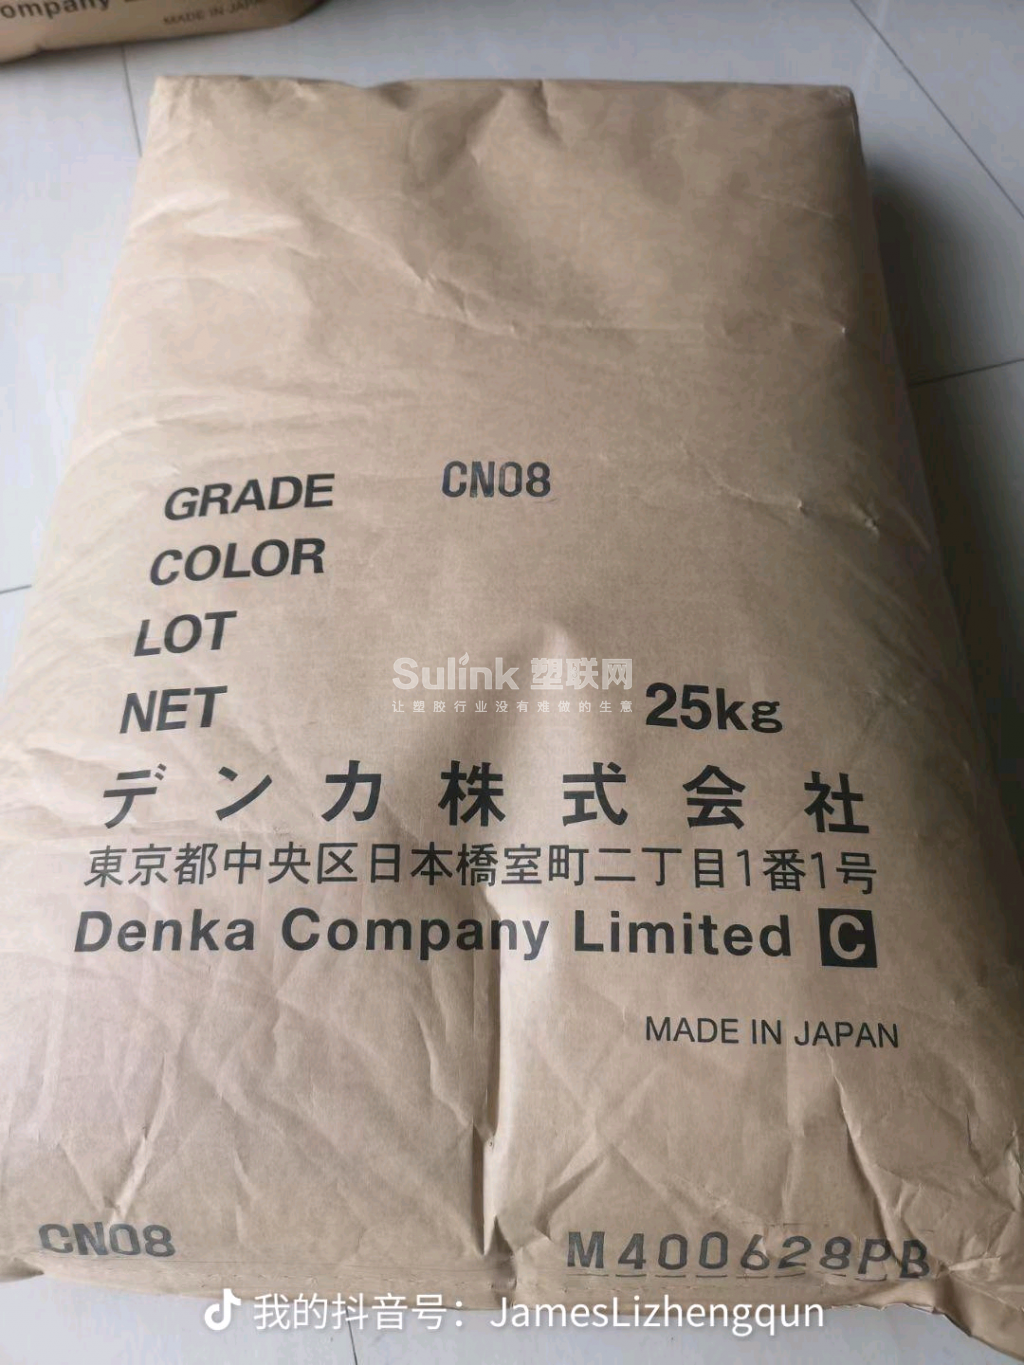 ompany
MADE IN JAPA
GRADE CN08
COLOR
LOT
Sulink 塑联网
让塑胶行业没有难做的生意
NET 25kg
デンカ株式会社
東京都中央区日本橋室町二丁目1番1号
Denka Company Limited C
MADE IN JAPAN
CN08 M400628PB
我的抖音号：JamesLizhengqun